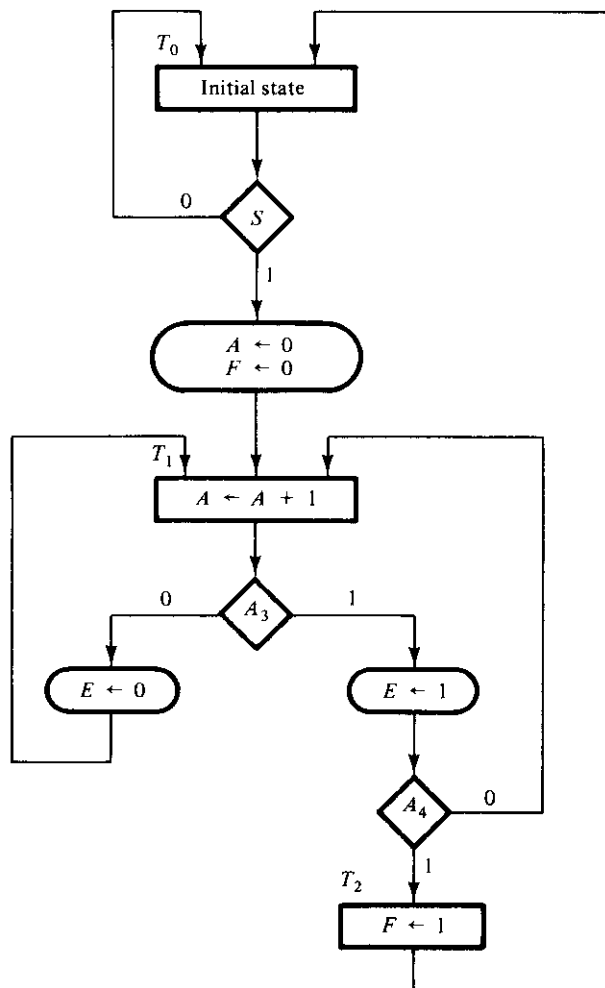 T₀
Initial state
0
S
1
A ← 0
F ← 0
T₁
A ← A + 1
0
A₃
1
E ← 0
E ← 1
A₄
0
1
T₂
F ← 1